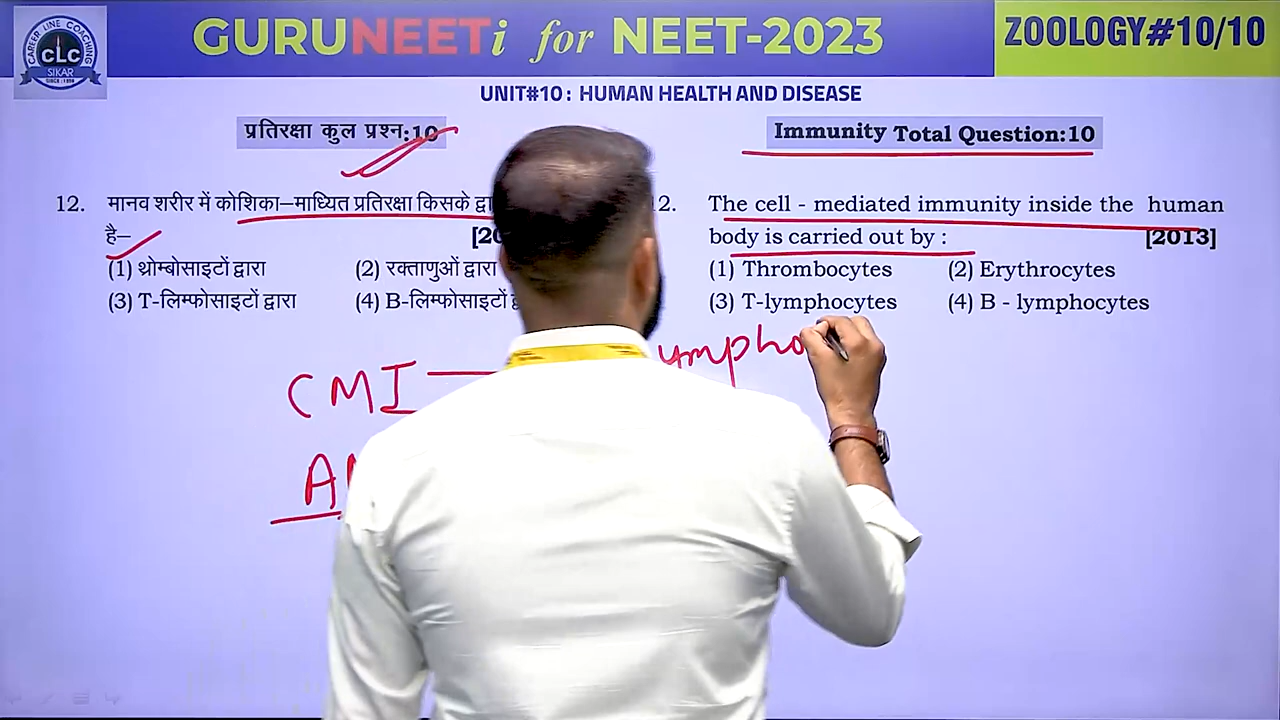 CAREER LINE COACHING
CLC
SIKAR
SINCE : 1996
GURUNEETi for NEET-2023
ZOOLOGY#10/10
UNIT#10 : HUMAN HEALTH AND DISEASE
प्रतिरक्षा कुल प्रश्न:10
Immunity Total Question:10
12. मानव शरीर में कोशिका–माध्यित प्रतिरक्षा किसके
है–
(1) थ्रोम्बोसाइटों द्वारा (2) रक्ताणुओं द्वारा
(3) T-लिम्फोसाइटों द्वारा (4) B-लिम्फोसाइटों
12. The cell - mediated immunity inside the human
body is carried out by : [2013]
(1) Thrombocytes (2) Erythrocytes
(3) T-lymphocytes (4) B - lymphocytes
CMI